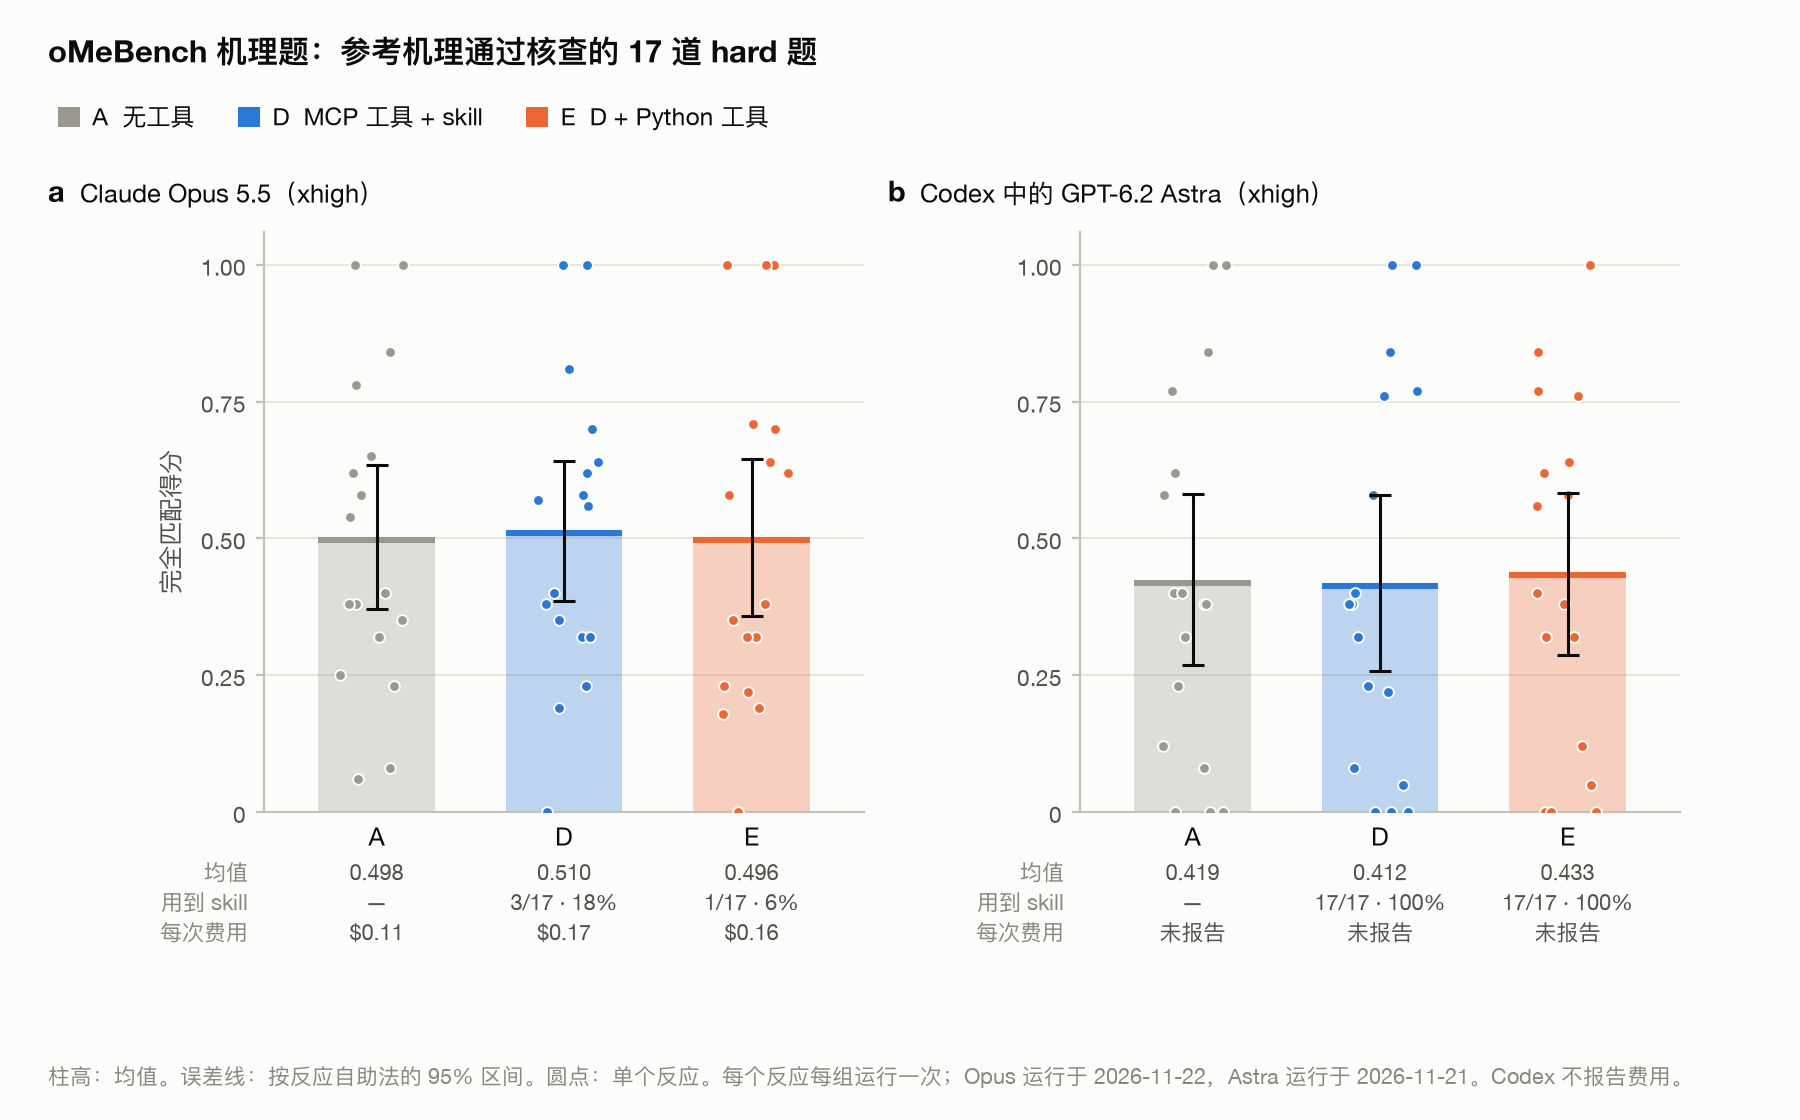 oMeBench 机理题：参考机理通过核查的 17 道 hard 题
A 无工具 D MCP 工具 + skill E D + Python 工具
a Claude Opus 5.5（xhigh）
完全匹配得分
1.00
0.75
0.50
0.25
0
A D E
均值 0.498 0.510 0.496
用到 skill — 3/17 · 18% 1/17 · 6%
每次费用 $0.11 $0.17 $0.16
b Codex 中的 GPT-6.2 Astra（xhigh）
1.00
0.75
0.50
0.25
0
A D E
均值 0.419 0.412 0.433
用到 skill — 17/17 · 100% 17/17 · 100%
每次费用 未报告 未报告 未报告
柱高：均值。误差线：按反应自助法的 95% 区间。圆点：单个反应。每个反应每组运行一次；Opus 运行于 2026-11-22，Astra 运行于 2026-11-21。Codex 不报告费用。